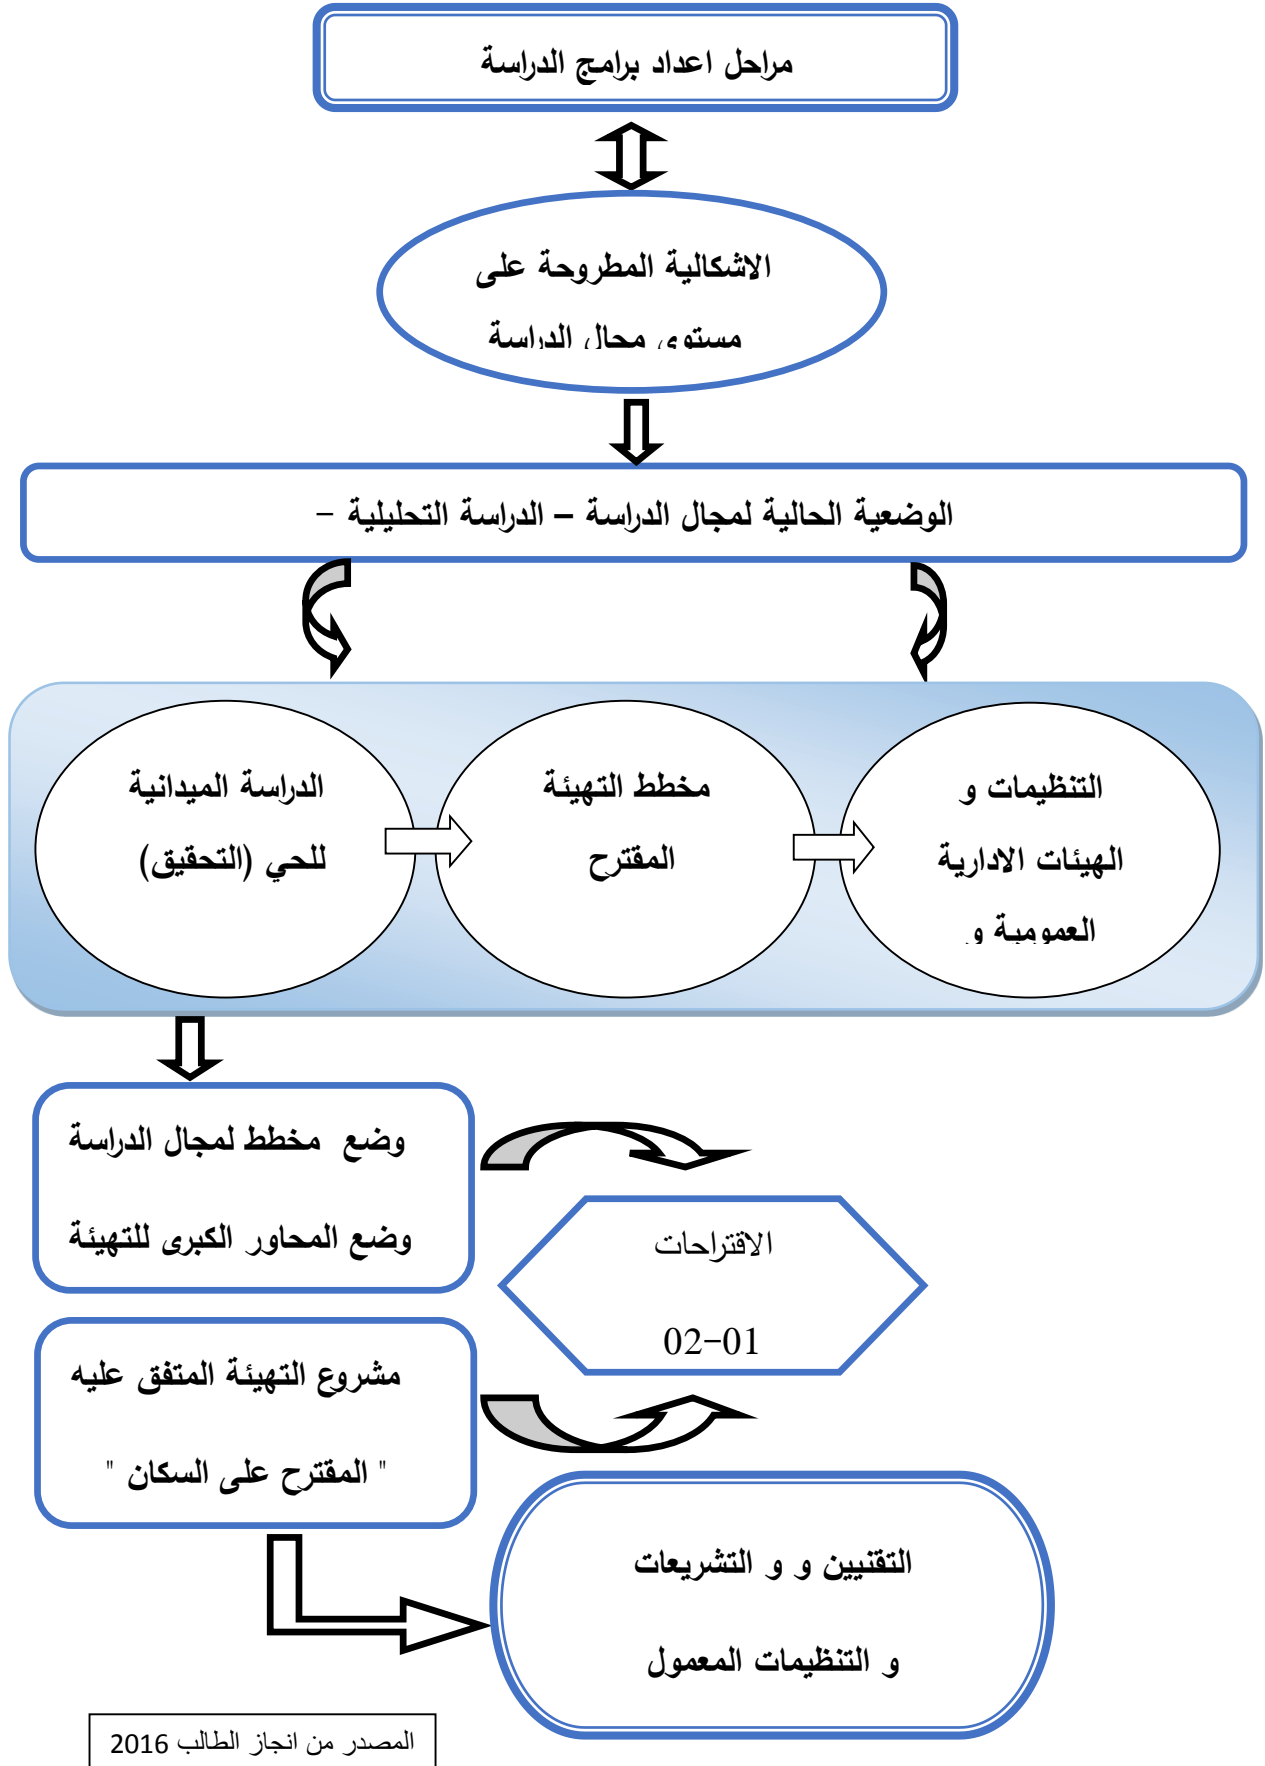 مراحل اعداد برامج الدراسة
الاشكالية المطروحة على
مستوى مجال الدراسة
الوضعية الحالية لمجال الدراسة – الدراسة التحليلية –
التنظيمات و
الهيئات الادارية
العمومية و
مخطط التهيئة
المقترح
الدراسة الميدانية
للحي (التحقيق)
وضع مخطط لمجال الدراسة
وضع المحاور الكبرى للتهيئة
الاقتراحات
02-01
مشروع التهيئة المتفق عليه
" المقترح على السكان "
التقنيين و و التشريعات
و التنظيمات المعمول
المصدر من انجاز الطالب 2016